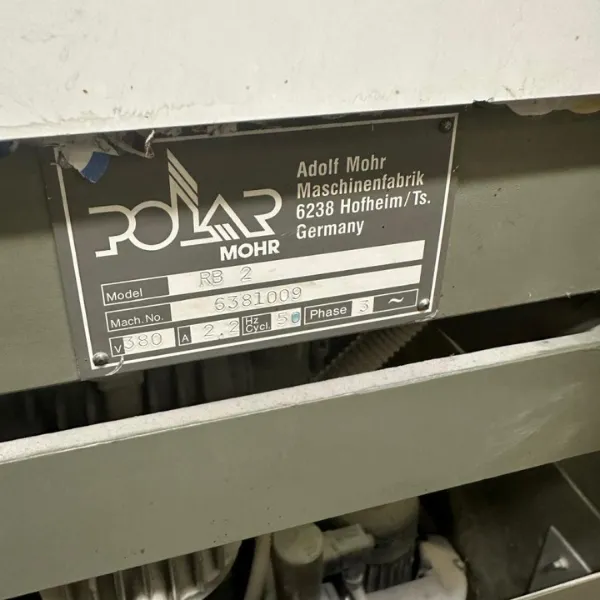 POLAR
MOHR
Adolf Mohr
Maschinenfabrik
6238 Hofheim/Ts.
Germany
Model RB 2
Mach.No. 6381009
V 380 A 2.2 Hz Cycl. 50 Phase 3 ~